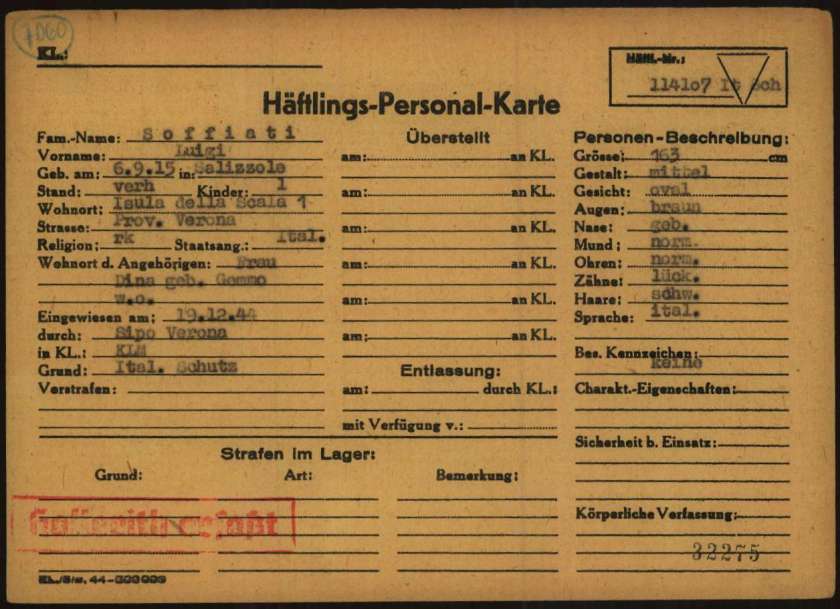 7060
KL.:
Häftl.-Nr.:
114107 It Sch
Häftlings-Personal-Karte
Fam.-Name: Soffiati
Vorname: Luigi
Geb. am: 6.9.15 in: Salizzole
Stand: verh Kinder: 1
Wohnort: Isula della Scala 1
Strasse: Prov. Verona
Religion: rk Staatsang.: Ital.
Wohnort d. Angehörigen: Frau
Dina geb. Gommo
w.o.
Eingewiesen am: 19.12.44
durch: Sipo Verona
in KL.: KLM
Grund: Ital. Schutz
Vorstrafen:
Überstellt
am: an KL.
am: an KL.
am: an KL.
am: an KL.
am: an KL.
am: an KL.
Entlassung:
am: durch KL.:
mit Verfügung v.:
Personen-Beschreibung:
Grösse: 163 cm
Gestalt: mittel
Gesicht: oval
Augen: braun
Nase: geb.
Mund: norm.
Ohren: norm.
Zähne: lück.
Haare: schw.
Sprache: ital.
Bes. Kennzeichen:
keine
Charakt.-Eigenschaften:
Sicherheit b. Einsatz:
Körperliche Verfassung:
32275
Strafen im Lager:
Grund: Art: Bemerkung:
Hollerith erfaßt